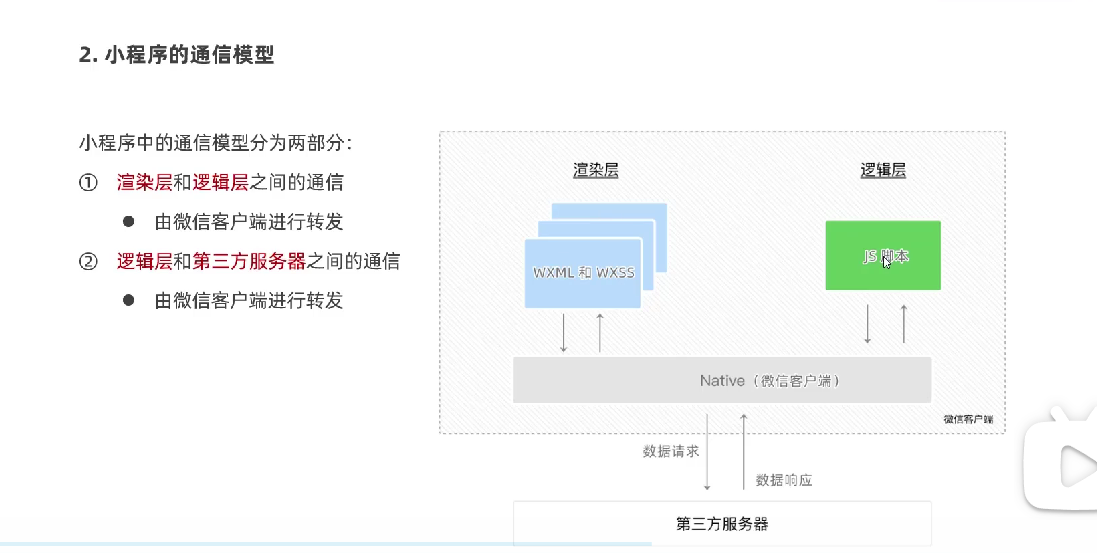 2. 小程序的通信模型
小程序中的通信模型分为两部分：
① 渲染层和逻辑层之间的通信
● 由微信客户端进行转发
② 逻辑层和第三方服务器之间的通信
● 由微信客户端进行转发
渲染层
逻辑层
WXML 和 WXSS
JS 脚本
Native（微信客户端）
微信客户端
数据请求
数据响应
第三方服务器